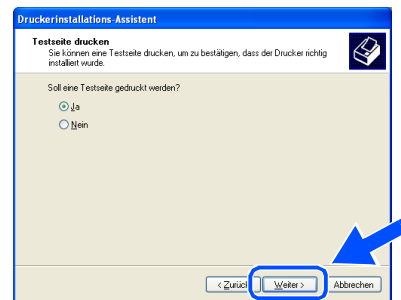 Druckerinstallations-Assistent
Testseite drucken
Sie können eine Testseite drucken, um zu bestätigen, dass der Drucker richtig
installiert wurde.
Soll eine Testseite gedruckt werden?
Ja
Nein
< Zurück Weiter > Abbrechen